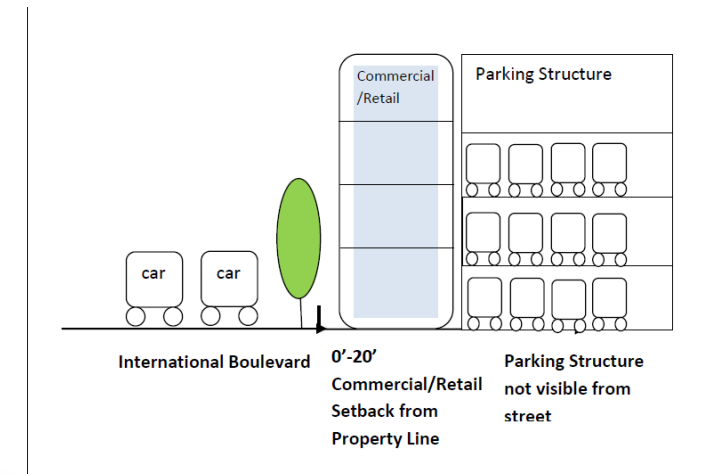 Commercial
/Retail
Parking Structure
car
car
International Boulevard
0’-20’
Commercial/Retail
Setback from
Property Line
Parking Structure
not visible from
street